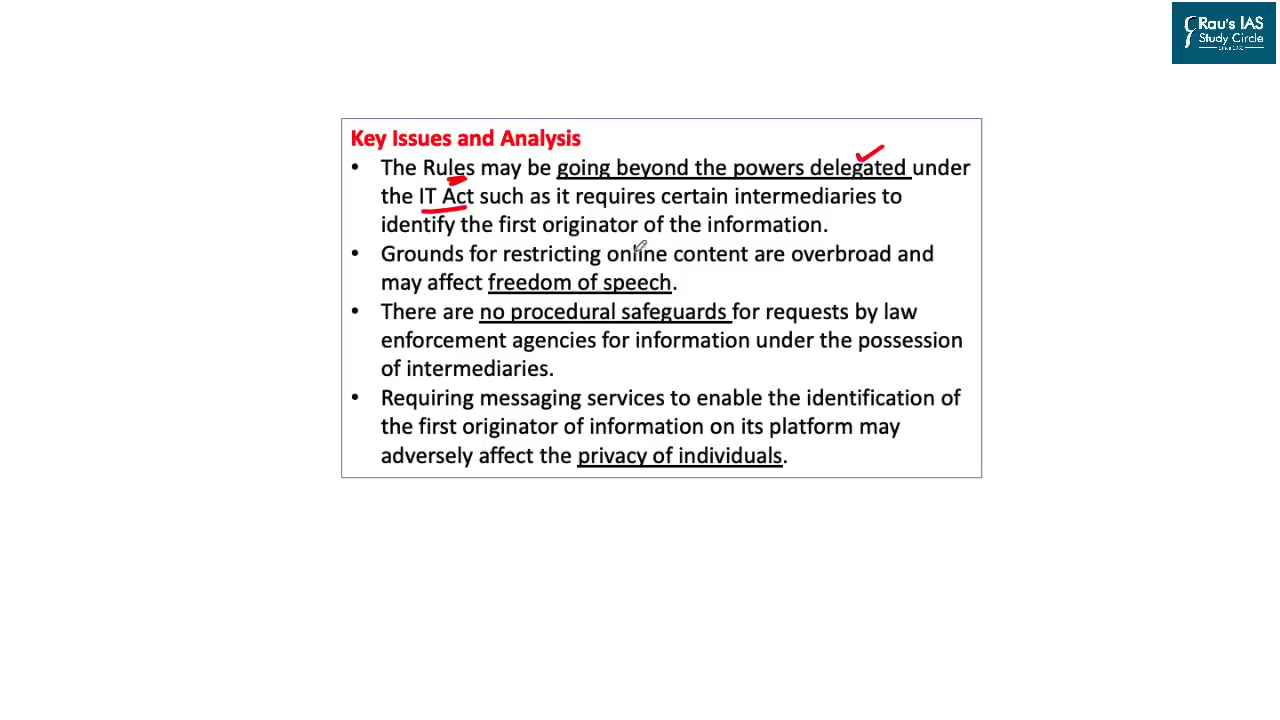 Rau's IAS
Study Circle
Key Issues and Analysis
• The Rules may be going beyond the powers delegated under
the IT Act such as it requires certain intermediaries to
identify the first originator of the information.
• Grounds for restricting online content are overbroad and
may affect freedom of speech.
• There are no procedural safeguards for requests by law
enforcement agencies for information under the possession
of intermediaries.
• Requiring messaging services to enable the identification of
the first originator of information on its platform may
adversely affect the privacy of individuals.